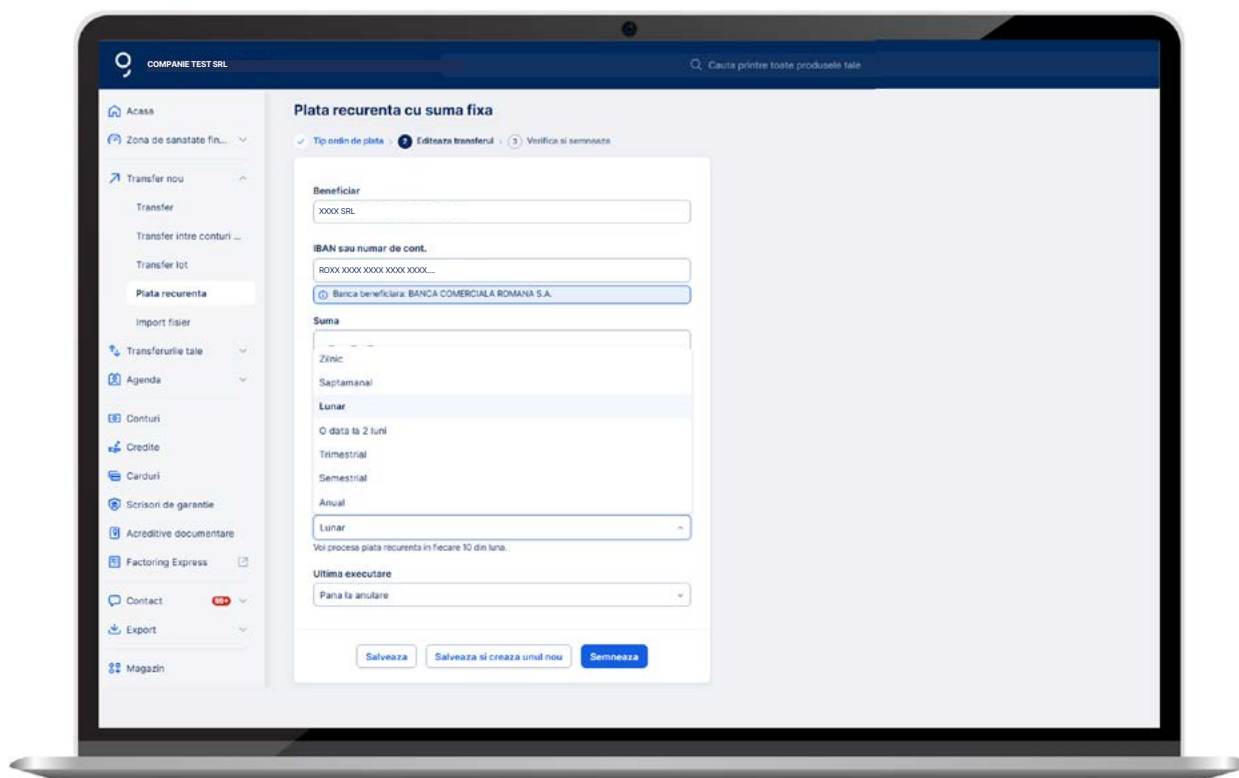 COMPANIE TEST SRL
Cauta printre toate produsele tale
Acasa
Zona de sanatate fin...
Transfer nou
Transfer
Transfer intre conturi ...
Transfer lot
Plata recurenta
Import fisier
Transferurile tale
Agenda
Conturi
Credite
Carduri
Scrisori de garantie
Acreditive documentare
Factoring Express
Contact 99+
Export
Magazin
Plata recurenta cu suma fixa
Tip ordin de plata > 2 Editeaza transferul > 3 Verifica si semneaza
Beneficiar
XXXX SRL
IBAN sau numar de cont.
ROXX XXXX XXXX XXXX XXXX....
Banca beneficiara: BANCA COMERCIALA ROMANA S.A.
Suma
Zilnic
Saptamanal
Lunar
O data la 2 luni
Trimestrial
Semestrial
Anual
Lunar
Voi procesa plata recurenta in fiecare 10 din luna.
Ultima executare
Pana la anulare
Salveaza
Salveaza si creaza unul nou
Semneaza